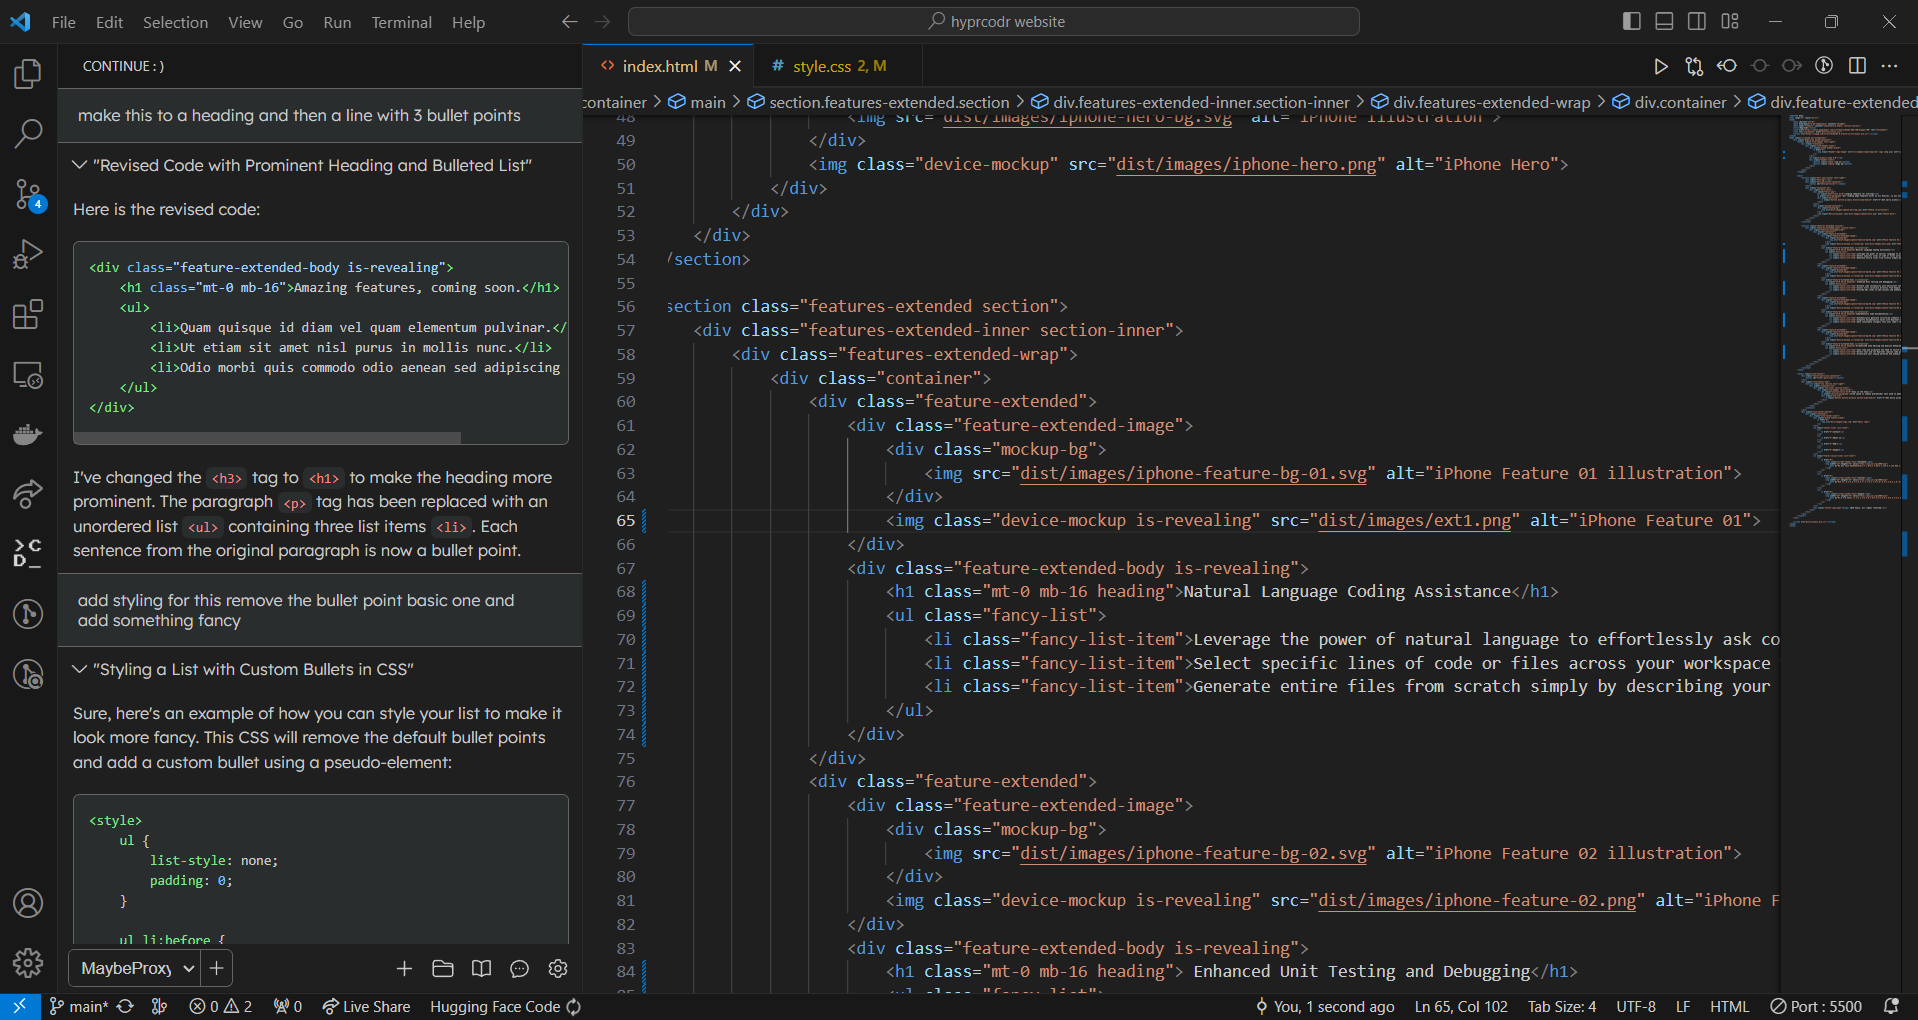 File Edit Selection View Go Run Terminal Help
hyprcodr website
CONTINUE : )
make this to a heading and then a line with 3 bullet points
"Revised Code with Prominent Heading and Bulleted List"
Here is the revised code:
<div class="feature-extended-body is-revealing">
<h1 class="mt-0 mb-16">Amazing features, coming soon.</h1>
<ul>
<li>Quam quisque id diam vel quam elementum pulvinar.</
<li>Ut etiam sit amet nisl purus in mollis nunc.</li>
<li>Odio morbi quis commodo odio aenean sed adipiscing
</ul>
</div>
I've changed the <h3> tag to <h1> to make the heading more
prominent. The paragraph <p> tag has been replaced with an
unordered list <ul> containing three list items <li>. Each
sentence from the original paragraph is now a bullet point.
add styling for this remove the bullet point basic one and
add something fancy
"Styling a List with Custom Bullets in CSS"
Sure, here's an example of how you can style your list to make it
look more fancy. This CSS will remove the default bullet points
and add a custom bullet using a pseudo-element:
<style>
ul {
list-style: none;
padding: 0;
}
ul li:before {
MaybeProxy
4
index.html M
# style.css 2, M
container > main > section.features-extended.section > div.features-extended-inner.section-inner > div.features-extended-wrap > div.container > div.feature-extended
48 <img src="dist/images/iphone-hero-bg.svg" alt="iPhone illustration">
49 </div>
50 <img class="device-mockup" src="dist/images/iphone-hero.png" alt="iPhone Hero">
51 </div>
52 </div>
53 </div>
54 /section>
55
56 section class="features-extended section">
57 <div class="features-extended-inner section-inner">
58 <div class="features-extended-wrap">
59 <div class="container">
60 <div class="feature-extended">
61 <div class="feature-extended-image">
62 <div class="mockup-bg">
63 <img src="dist/images/iphone-feature-bg-01.svg" alt="iPhone Feature 01 illustration">
64 </div>
65 <img class="device-mockup is-revealing" src="dist/images/ext1.png" alt="iPhone Feature 01">
66 </div>
67 <div class="feature-extended-body is-revealing">
68 <h1 class="mt-0 mb-16 heading">Natural Language Coding Assistance</h1>
69 <ul class="fancy-list">
70 <li class="fancy-list-item">Leverage the power of natural language to effortlessly ask co
71 <li class="fancy-list-item">Select specific lines of code or files across your workspace
72 <li class="fancy-list-item">Generate entire files from scratch simply by describing your
73 </ul>
74 </div>
75 </div>
76 <div class="feature-extended">
77 <div class="feature-extended-image">
78 <div class="mockup-bg">
79 <img src="dist/images/iphone-feature-bg-02.svg" alt="iPhone Feature 02 illustration">
80 </div>
81 <img class="device-mockup is-revealing" src="dist/images/iphone-feature-02.png" alt="iPhone F
82 </div>
83 <div class="feature-extended-body is-revealing">
84 <h1 class="mt-0 mb-16 heading"> Enhanced Unit Testing and Debugging</h1>
85 <ul class="fancy-list">
main* 0 2 0 Live Share Hugging Face Code
You, 1 second ago Ln 65, Col 102 Tab Size: 4 UTF-8 LF HTML Port : 5500